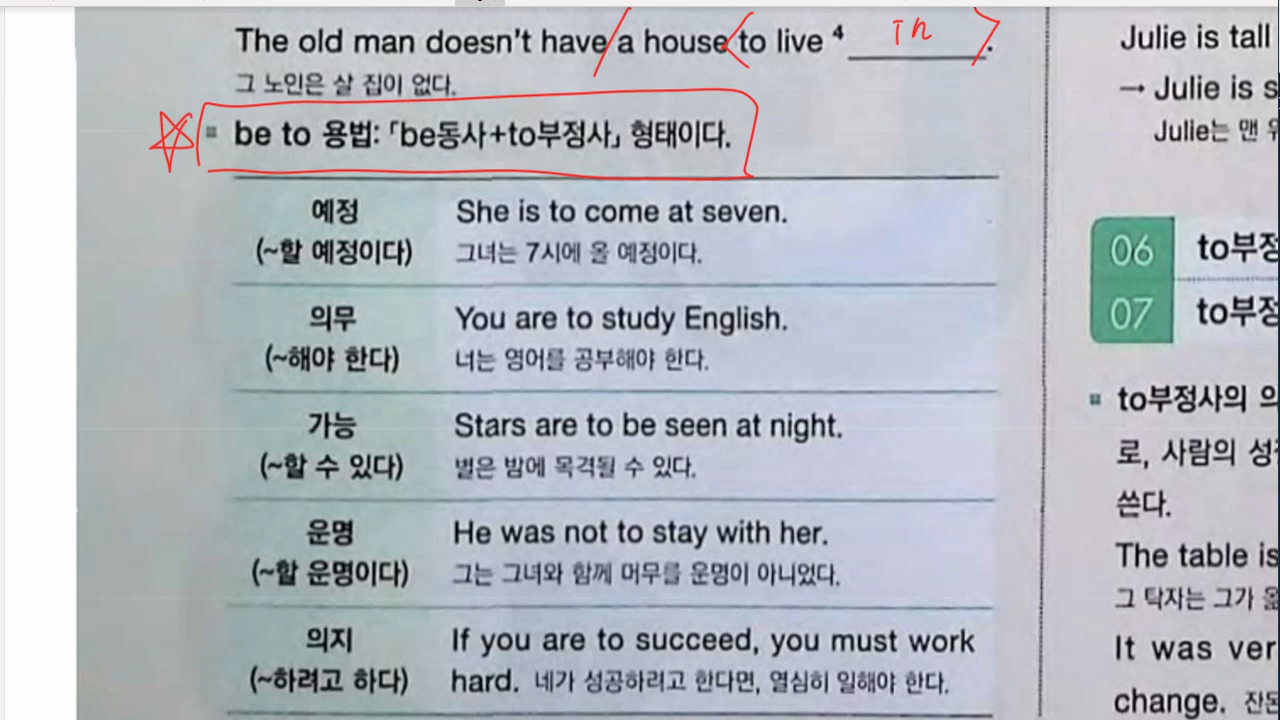 The old man doesn't have a house to live ⁴ in .
그 노인은 살 집이 없다.
be to 용법: 「be동사+to부정사」 형태이다.
예정 She is to come at seven.
(~할 예정이다) 그녀는 7시에 올 예정이다.
의무 You are to study English.
(~해야 한다) 너는 영어를 공부해야 한다.
가능 Stars are to be seen at night.
(~할 수 있다) 별은 밤에 목격될 수 있다.
운명 He was not to stay with her.
(~할 운명이다) 그는 그녀와 함께 머무를 운명이 아니었다.
의지 If you are to succeed, you must work
(~하려고 하다) hard. 네가 성공하려고 한다면, 열심히 일해야 한다.
Julie is tall
→ Julie is s
Julie는 맨
06 to부정
07 to부정
to부정사의 의
로, 사람의 성
쓴다.
The table is
그 탁자는 그가
It was ver
change. 잔돈